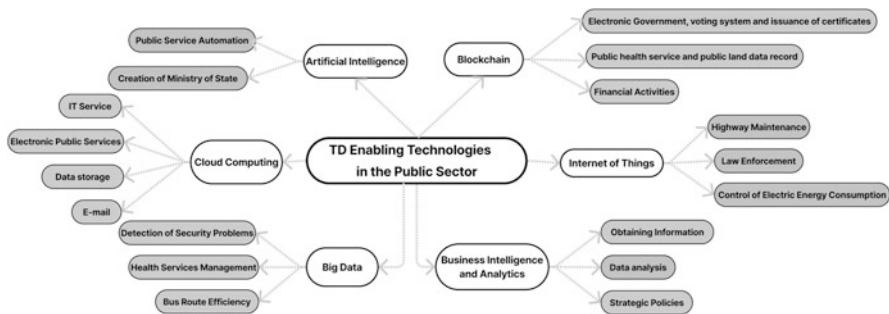 Electronic Government, voting system and issuance of certificates
Public Service Automation
Artificial Intelligence
Blockchain
Public health service and public land data record
Creation of Ministry of State
Financial Activities
IT Service
Electronic Public Services
Cloud Computing
Data storage
E-mail
TD Enabling Technologies
in the Public Sector
Internet of Things
Highway Maintenance
Law Enforcement
Control of Electric Energy Consumption
Detection of Security Problems
Health Services Management
Bus Route Efficiency
Big Data
Business Intelligence
and Analytics
Obtaining Information
Data analysis
Strategic Policies